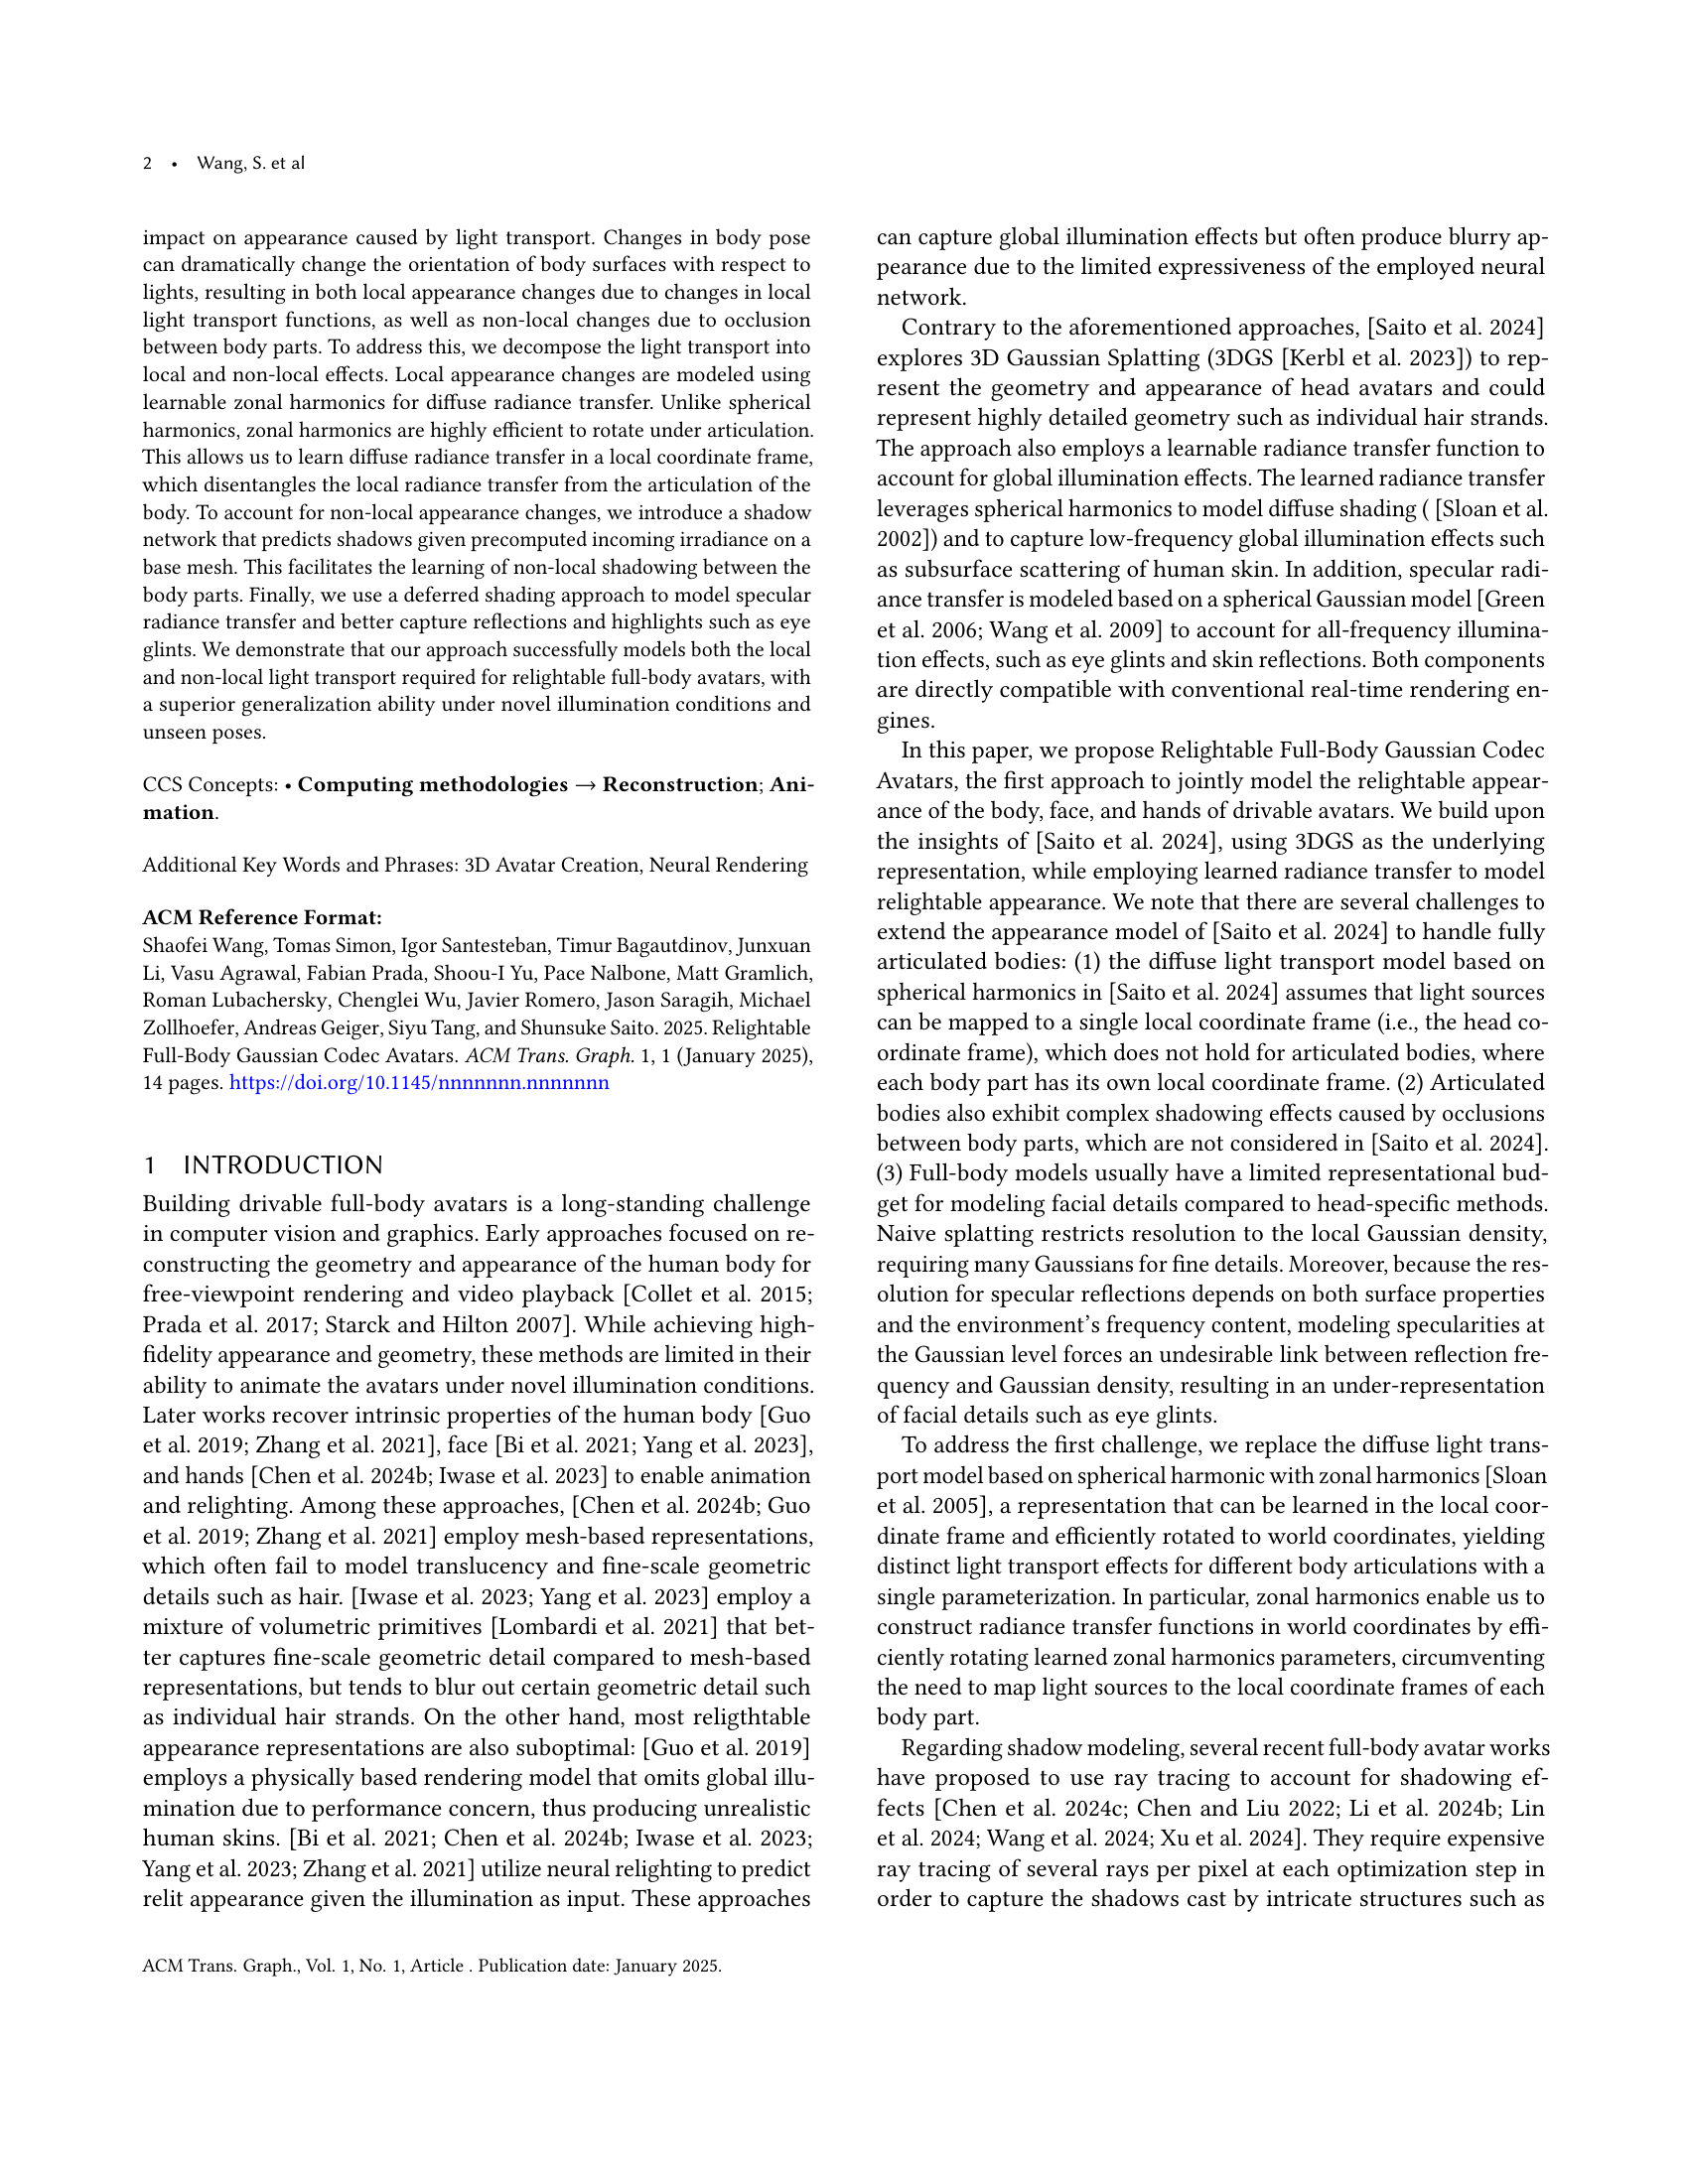 2 • Wang, S. et al
impact on appearance caused by light transport. Changes in body pose
can dramatically change the orientation of body surfaces with respect to
lights, resulting in both local appearance changes due to changes in local
light transport functions, as well as non-local changes due to occlusion
between body parts. To address this, we decompose the light transport into
local and non-local effects. Local appearance changes are modeled using
learnable zonal harmonics for diffuse radiance transfer. Unlike spherical
harmonics, zonal harmonics are highly efficient to rotate under articulation.
This allows us to learn diffuse radiance transfer in a local coordinate frame,
which disentangles the local radiance transfer from the articulation of the
body. To account for non-local appearance changes, we introduce a shadow
network that predicts shadows given precomputed incoming irradiance on a
base mesh. This facilitates the learning of non-local shadowing between the
body parts. Finally, we use a deferred shading approach to model specular
radiance transfer and better capture reflections and highlights such as eye
glints. We demonstrate that our approach successfully models both the local
and non-local light transport required for relightable full-body avatars, with
a superior generalization ability under novel illumination conditions and
unseen poses.
CCS Concepts: • Computing methodologies → Reconstruction; Ani-
mation.
Additional Key Words and Phrases: 3D Avatar Creation, Neural Rendering
ACM Reference Format:
Shaofei Wang, Tomas Simon, Igor Santesteban, Timur Bagautdinov, Junxuan
Li, Vasu Agrawal, Fabian Prada, Shoou-I Yu, Pace Nalbone, Matt Gramlich,
Roman Lubachersky, Chenglei Wu, Javier Romero, Jason Saragih, Michael
Zollhoefer, Andreas Geiger, Siyu Tang, and Shunsuke Saito. 2025. Relightable
Full-Body Gaussian Codec Avatars. ACM Trans. Graph. 1, 1 (January 2025),
14 pages. https://doi.org/10.1145/nnnnnnn.nnnnnnn
1 INTRODUCTION
Building drivable full-body avatars is a long-standing challenge
in computer vision and graphics. Early approaches focused on re-
constructing the geometry and appearance of the human body for
free-viewpoint rendering and video playback [Collet et al. 2015;
Prada et al. 2017; Starck and Hilton 2007]. While achieving high-
fidelity appearance and geometry, these methods are limited in their
ability to animate the avatars under novel illumination conditions.
Later works recover intrinsic properties of the human body [Guo
et al. 2019; Zhang et al. 2021], face [Bi et al. 2021; Yang et al. 2023],
and hands [Chen et al. 2024b; Iwase et al. 2023] to enable animation
and relighting. Among these approaches, [Chen et al. 2024b; Guo
et al. 2019; Zhang et al. 2021] employ mesh-based representations,
which often fail to model translucency and fine-scale geometric
details such as hair. [Iwase et al. 2023; Yang et al. 2023] employ a
mixture of volumetric primitives [Lombardi et al. 2021] that bet-
ter captures fine-scale geometric detail compared to mesh-based
representations, but tends to blur out certain geometric detail such
as individual hair strands. On the other hand, most religthtable
appearance representations are also suboptimal: [Guo et al. 2019]
employs a physically based rendering model that omits global illu-
mination due to performance concern, thus producing unrealistic
human skins. [Bi et al. 2021; Chen et al. 2024b; Iwase et al. 2023;
Yang et al. 2023; Zhang et al. 2021] utilize neural relighting to predict
relit appearance given the illumination as input. These approaches
can capture global illumination effects but often produce blurry ap-
pearance due to the limited expressiveness of the employed neural
network.
Contrary to the aforementioned approaches, [Saito et al. 2024]
explores 3D Gaussian Splatting (3DGS [Kerbl et al. 2023]) to rep-
resent the geometry and appearance of head avatars and could
represent highly detailed geometry such as individual hair strands.
The approach also employs a learnable radiance transfer function to
account for global illumination effects. The learned radiance transfer
leverages spherical harmonics to model diffuse shading ( [Sloan et al.
2002]) and to capture low-frequency global illumination effects such
as subsurface scattering of human skin. In addition, specular radi-
ance transfer is modeled based on a spherical Gaussian model [Green
et al. 2006; Wang et al. 2009] to account for all-frequency illumina-
tion effects, such as eye glints and skin reflections. Both components
are directly compatible with conventional real-time rendering en-
gines.
In this paper, we propose Relightable Full-Body Gaussian Codec
Avatars, the first approach to jointly model the relightable appear-
ance of the body, face, and hands of drivable avatars. We build upon
the insights of [Saito et al. 2024], using 3DGS as the underlying
representation, while employing learned radiance transfer to model
relightable appearance. We note that there are several challenges to
extend the appearance model of [Saito et al. 2024] to handle fully
articulated bodies: (1) the diffuse light transport model based on
spherical harmonics in [Saito et al. 2024] assumes that light sources
can be mapped to a single local coordinate frame (i.e., the head co-
ordinate frame), which does not hold for articulated bodies, where
each body part has its own local coordinate frame. (2) Articulated
bodies also exhibit complex shadowing effects caused by occlusions
between body parts, which are not considered in [Saito et al. 2024].
(3) Full-body models usually have a limited representational bud-
get for modeling facial details compared to head-specific methods.
Naive splatting restricts resolution to the local Gaussian density,
requiring many Gaussians for fine details. Moreover, because the res-
olution for specular reflections depends on both surface properties
and the environment's frequency content, modeling specularities at
the Gaussian level forces an undesirable link between reflection fre-
quency and Gaussian density, resulting in an under-representation
of facial details such as eye glints.
To address the first challenge, we replace the diffuse light trans-
port model based on spherical harmonic with zonal harmonics [Sloan
et al. 2005], a representation that can be learned in the local coor-
dinate frame and efficiently rotated to world coordinates, yielding
distinct light transport effects for different body articulations with a
single parameterization. In particular, zonal harmonics enable us to
construct radiance transfer functions in world coordinates by effi-
ciently rotating learned zonal harmonics parameters, circumventing
the need to map light sources to the local coordinate frames of each
body part.
Regarding shadow modeling, several recent full-body avatar works
have proposed to use ray tracing to account for shadowing ef-
fects [Chen et al. 2024c; Chen and Liu 2022; Li et al. 2024b; Lin
et al. 2024; Wang et al. 2024; Xu et al. 2024]. They require expensive
ray tracing of several rays per pixel at each optimization step in
order to capture the shadows cast by intricate structures such as
ACM Trans. Graph., Vol. 1, No. 1, Article . Publication date: January 2025.